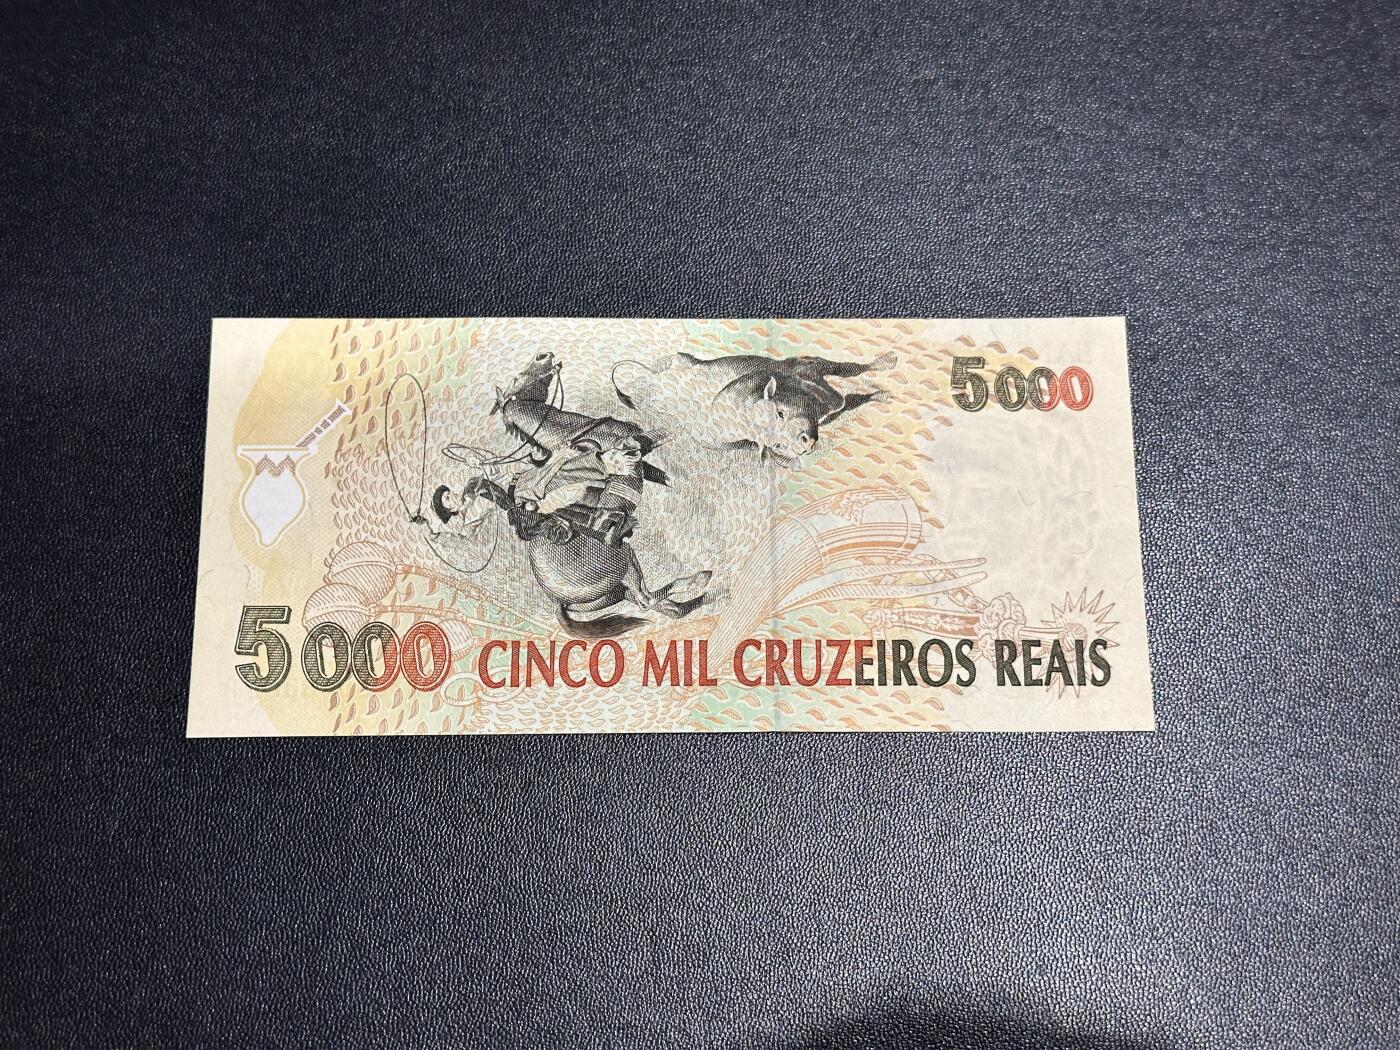 5000
5000 CINCO MIL CRUZEIROS REAIS